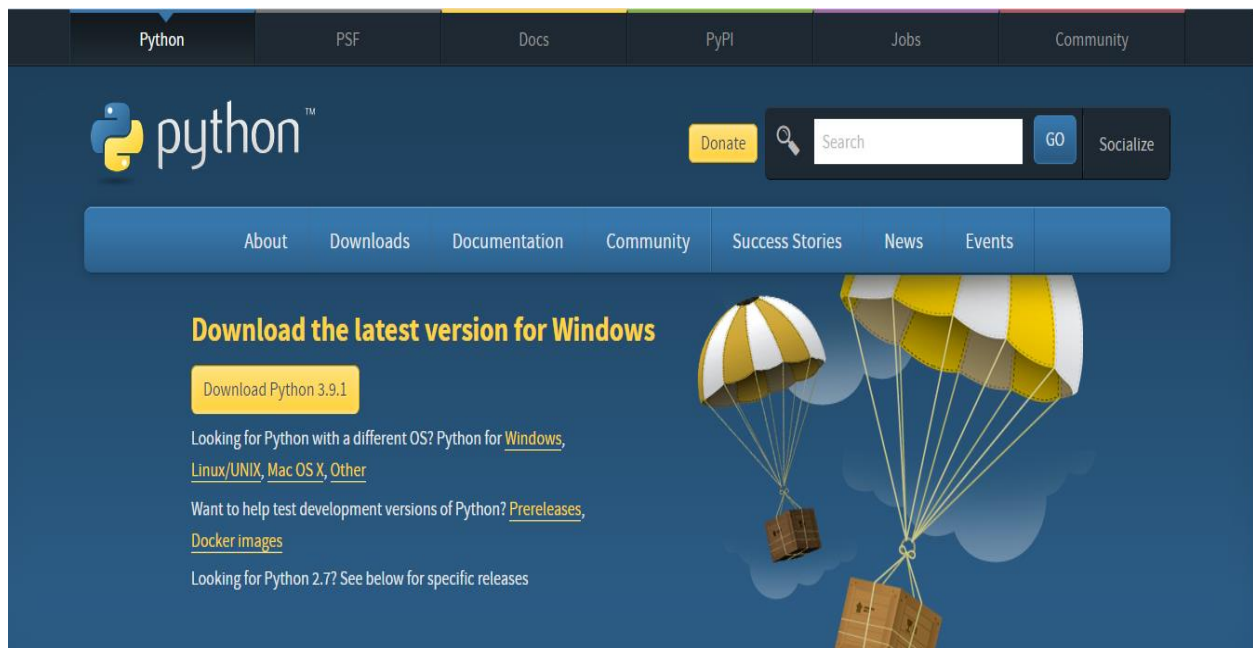 Python PSF Docs PyPI Jobs Community
python™
Donate Search GO Socialize
About Downloads Documentation Community Success Stories News Events
Download the latest version for Windows
Download Python 3.9.1
Looking for Python with a different OS? Python for Windows,
Linux/UNIX, Mac OS X, Other
Want to help test development versions of Python? Prereleases,
Docker images
Looking for Python 2.7? See below for specific releases